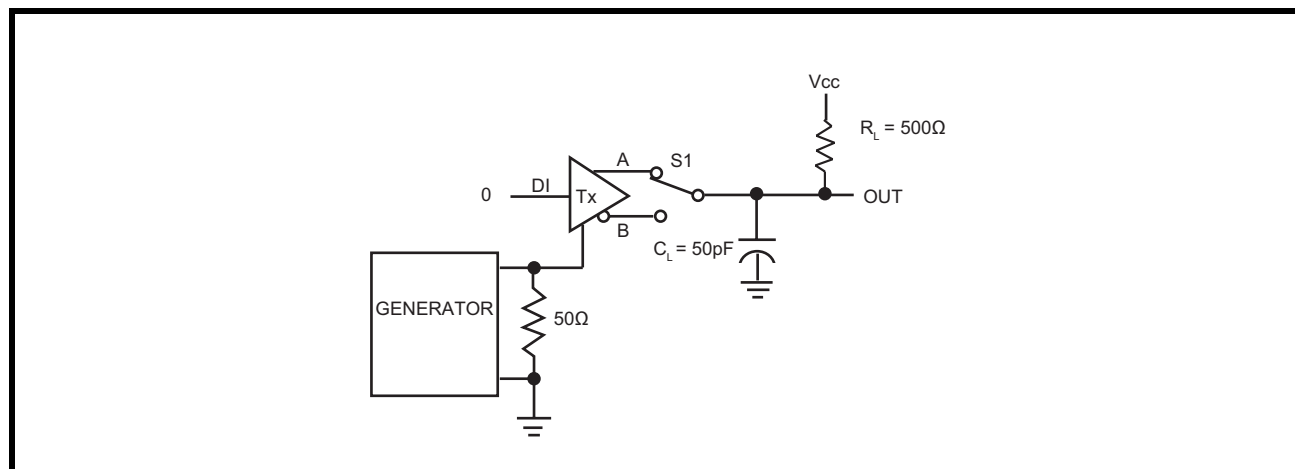 Vcc
R_L = 500Ω
A
S1
0
DI
Tx
OUT
B
C_L = 50pF
GENERATOR
50Ω